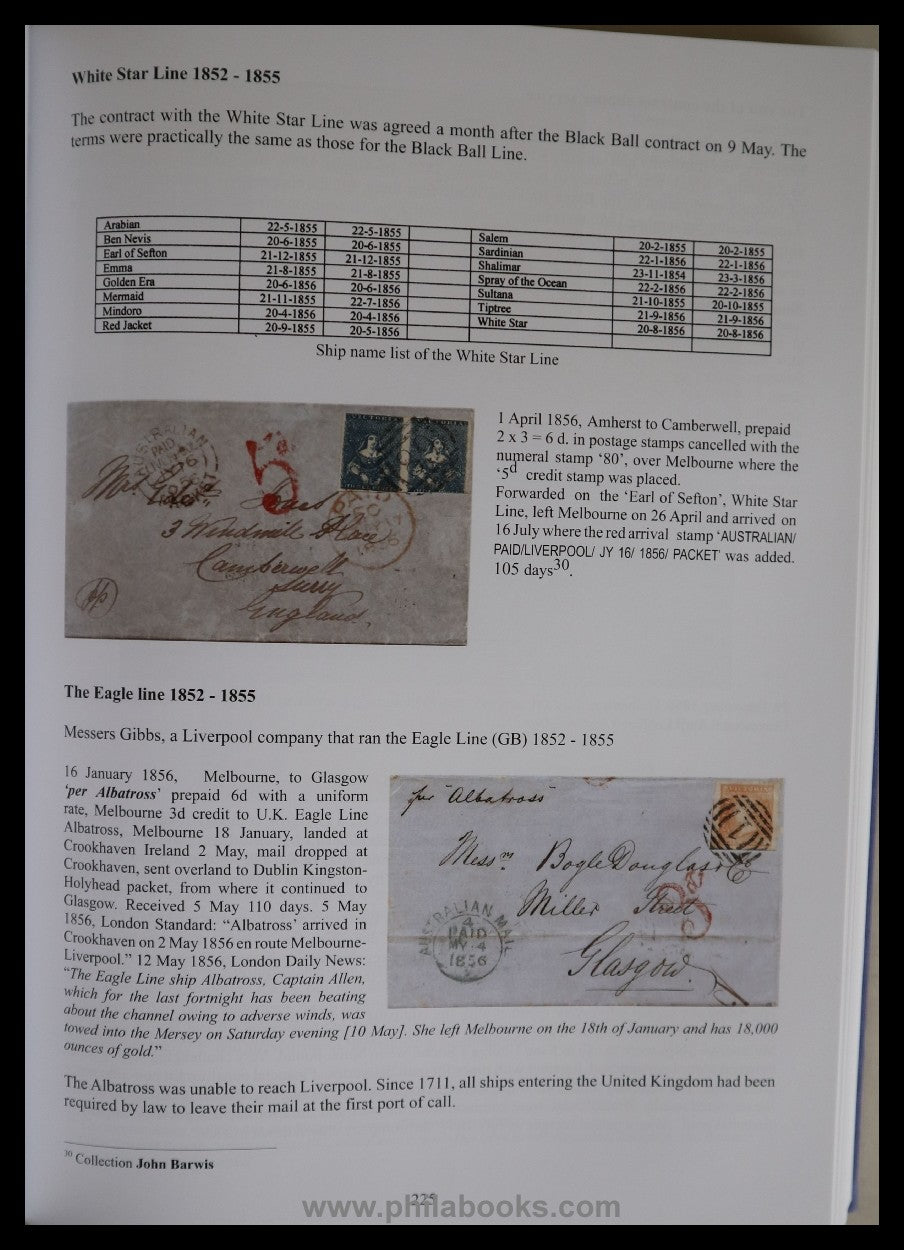 White Star Line 1852 - 1855
The contract with the White Star Line was agreed a month after the Black Ball contract on 9 May. The
terms were practically the same as those for the Black Ball Line.
Arabian 22-5-1855 22-5-1855 Salem 20-2-1855 20-2-1855
Ben Nevis 20-6-1855 20-6-1855 Sardinian 22-1-1856 22-1-1856
Earl of Sefton 21-12-1855 21-12-1855 Shalimar 23-11-1854 23-3-1856
Emma 21-8-1855 21-8-1855 Spray of the Ocean 22-2-1856 22-2-1856
Golden Era 20-6-1856 20-6-1856 Sultana 21-10-1855 20-10-1855
Mermaid 21-11-1855 22-7-1856 Tiptree 21-9-1856 21-9-1856
Mindoro 20-4-1856 20-4-1856 White Star 20-8-1856 20-8-1856
Red Jacket 20-9-1855 20-5-1856
Ship name list of the White Star Line
AUSTRALIAN
PAID
PACKET
5d
VICTORIA VICTORIA
PAID
Mrs
3 Windmill Place
Camberwell
Surry
England.
1 April 1856, Amherst to Camberwell, prepaid
2 x 3 = 6 d. in postage stamps cancelled with the
numeral stamp ‘80’, over Melbourne where the
‘5d credit stamp was placed.
Forwarded on the ‘Earl of Sefton’, White Star
Line, left Melbourne on 26 April and arrived on
16 July where the red arrival stamp ‘AUSTRALIAN/
PAID/LIVERPOOL/ JY 16/ 1856/ PACKET’ was added.
105 days30.
The Eagle line 1852 - 1855
Messers Gibbs, a Liverpool company that ran the Eagle Line (GB) 1852 - 1855
16 January 1856, Melbourne, to Glasgow
‘per Albatross’ prepaid 6d with a uniform
rate, Melbourne 3d credit to U.K. Eagle Line
Albatross, Melbourne 18 January, landed at
Crookhaven Ireland 2 May, mail dropped at
Crookhaven, sent overland to Dublin Kingston-
Holyhead packet, from where it continued to
Glasgow. Received 5 May 110 days. 5 May
1856, London Standard: “Albatross’ arrived in
Crookhaven on 2 May 1856 en route Melbourne-
Liverpool.” 12 May 1856, London Daily News:
“The Eagle Line ship Albatross, Captain Allen,
which for the last fortnight has been beating
about the channel owing to adverse winds, was
towed into the Mersey on Saturday evening [10 May]. She left Melbourne on the 18th of January and has 18,000
ounces of gold.”
per "Albatross"
Messrs Bogle Douglas & Co
Miller Street
Glasgow
3d
AUSTRALIAN MAIL
4
PAID
MY 4
1856
The Albatross was unable to reach Liverpool. Since 1711, all ships entering the United Kingdom had been
required by law to leave their mail at the first port of call.
30 Collection John Barwis
225
www.philabooks.com